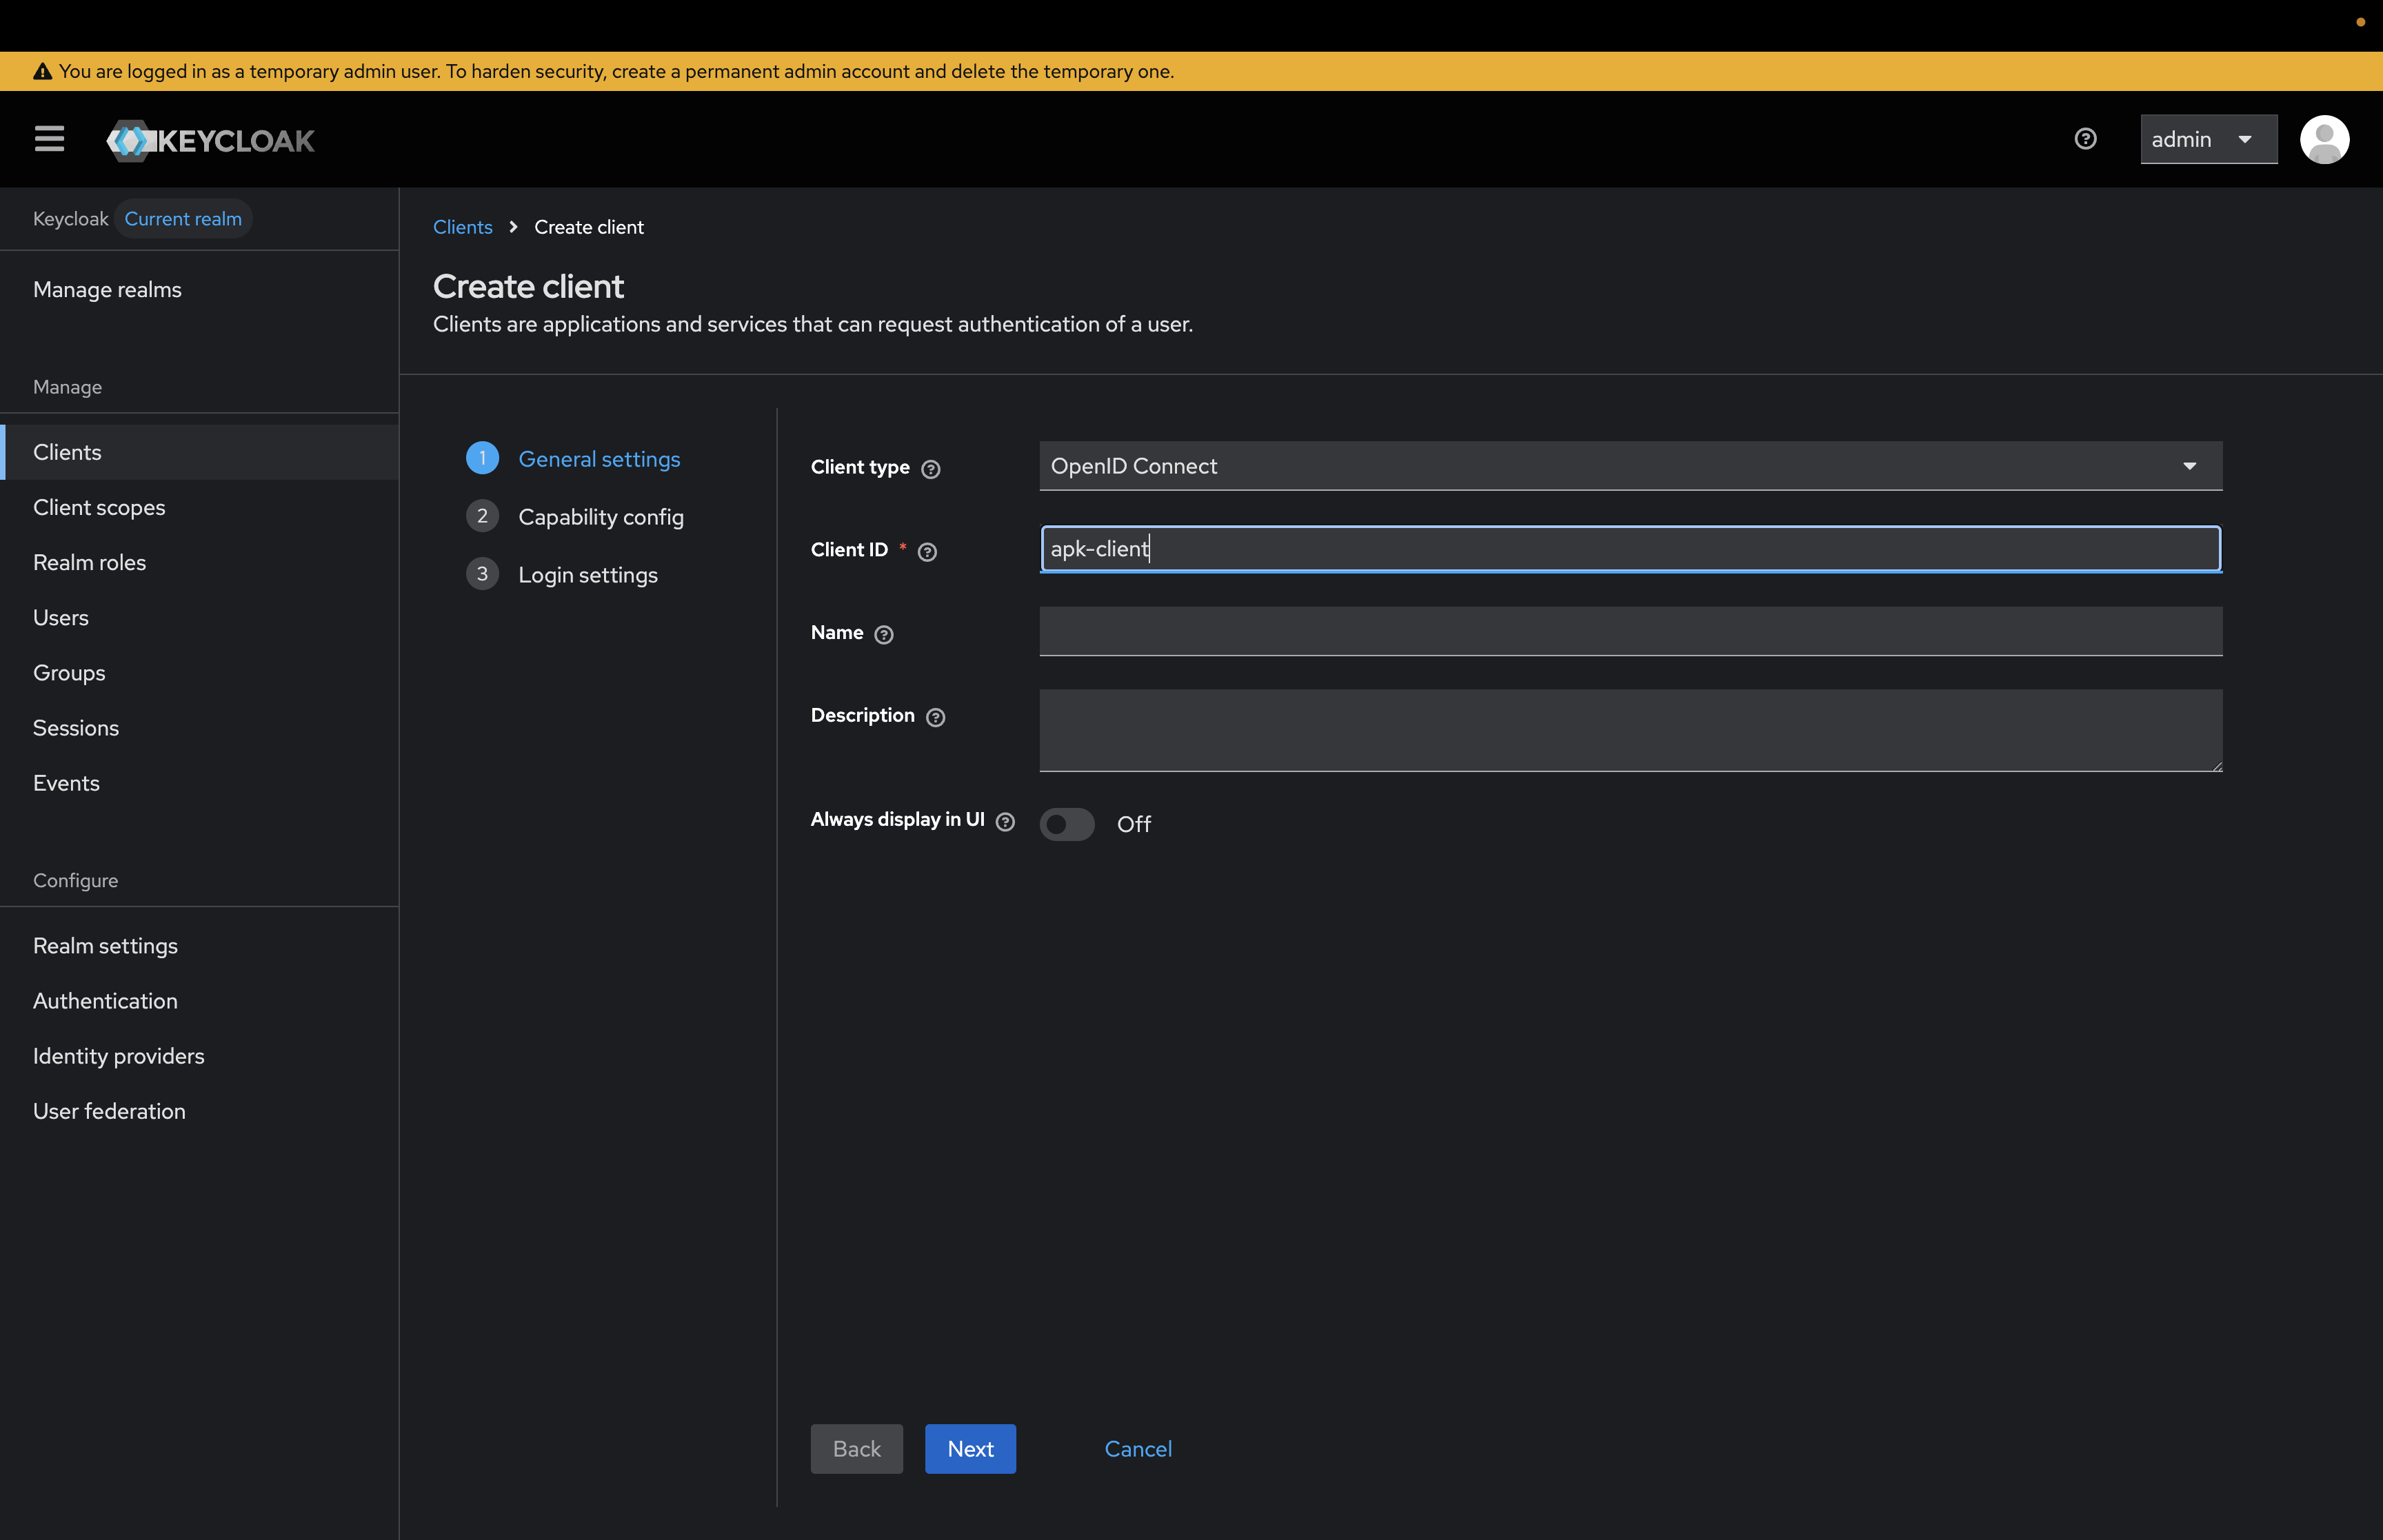 You are logged in as a temporary admin user. To harden security, create a permanent admin account and delete the temporary one.
KEYCLOAK
admin
Keycloak Current realm
Manage realms
Manage
Clients
Client scopes
Realm roles
Users
Groups
Sessions
Events
Configure
Realm settings
Authentication
Identity providers
User federation
Clients > Create client
Create client
Clients are applications and services that can request authentication of a user.
1 General settings
2 Capability config
3 Login settings
Client type OpenID Connect
Client ID * apk-client
Name
Description
Always display in UI Off
Back Next Cancel